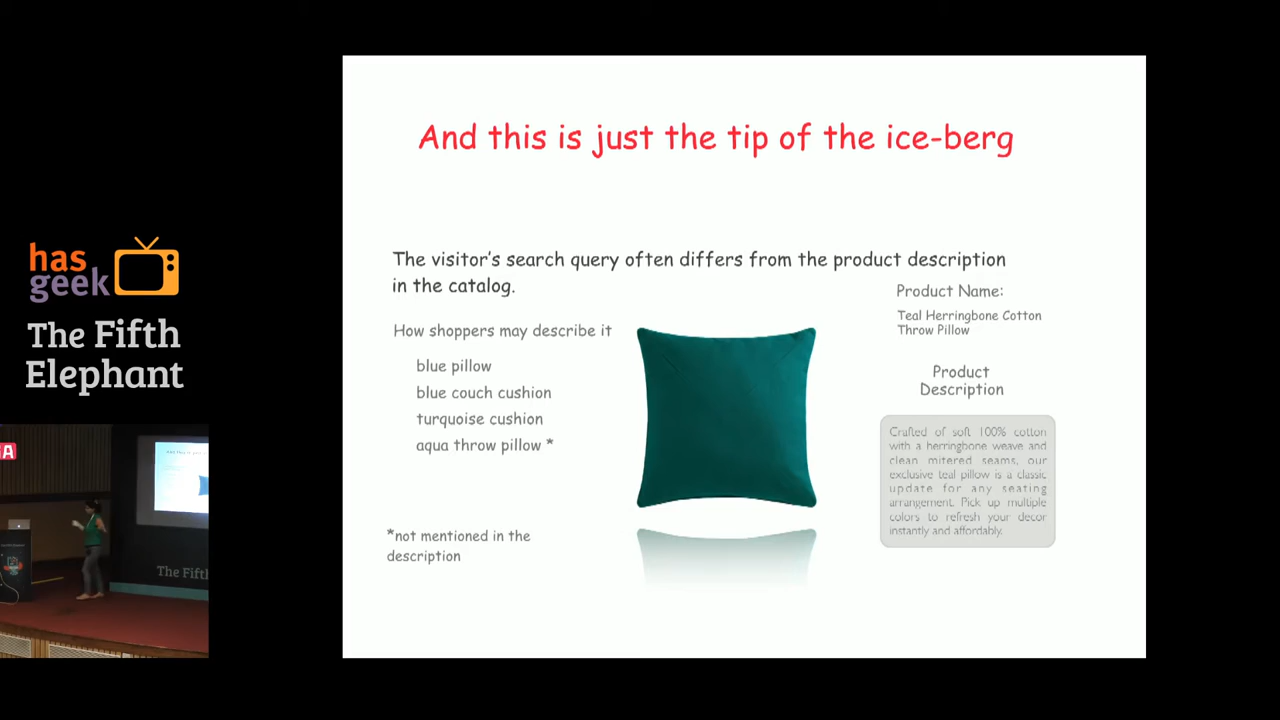 And this is just the tip of the ice-berg
The visitor's search query often differs from the product description
in the catalog.
Product Name:
Teal Herringbone Cotton
Throw Pillow
How shoppers may describe it
blue pillow
blue couch cushion
turquoise cushion
aqua throw pillow *
*not mentioned in the
description
Product
Description
Crafted of soft 100% cotton
with a herringbone weave and
clean mitered seams, our
exclusive teal pillow is a classic
update for any seating
arrangement. Pick up multiple
colors to refresh your decor
instantly and affordably.
has
geek
The Fifth
Elephant
The Fifth